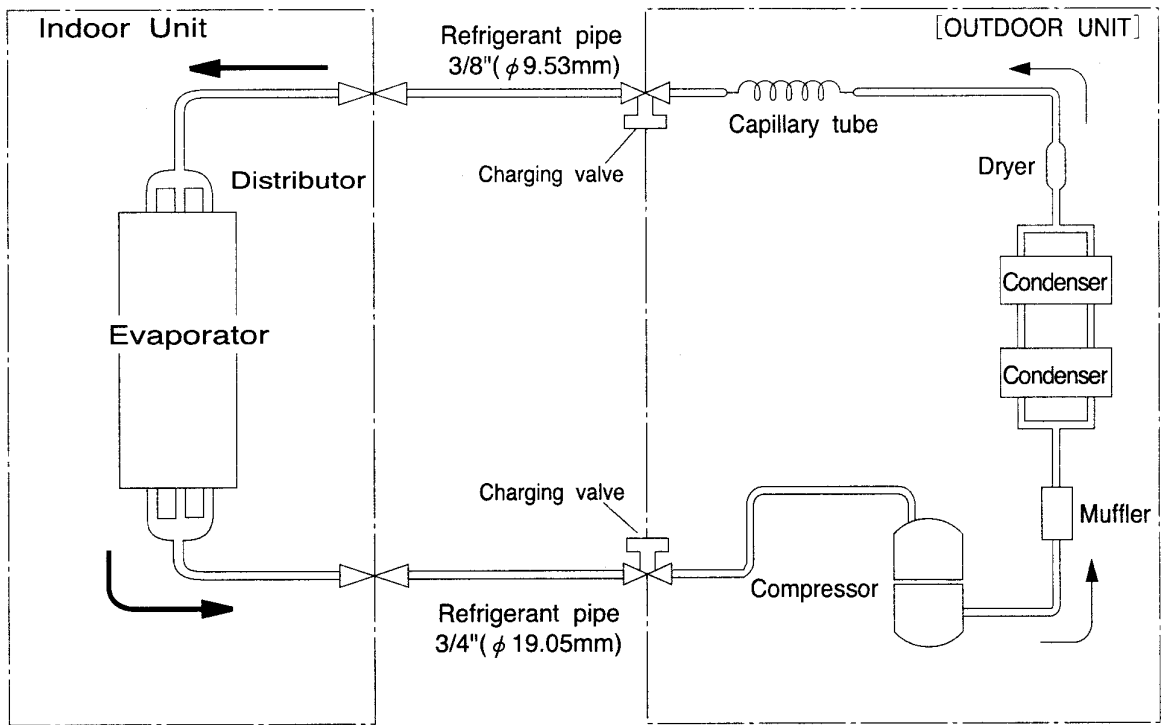 Indoor Unit
Refrigerant pipe
3/8"(ϕ9.53mm)
[OUTDOOR UNIT]
Capillary tube
Charging valve
Dryer
Distributor
Condenser
Evaporator
Condenser
Charging valve
Muffler
Compressor
Refrigerant pipe
3/4"(ϕ19.05mm)